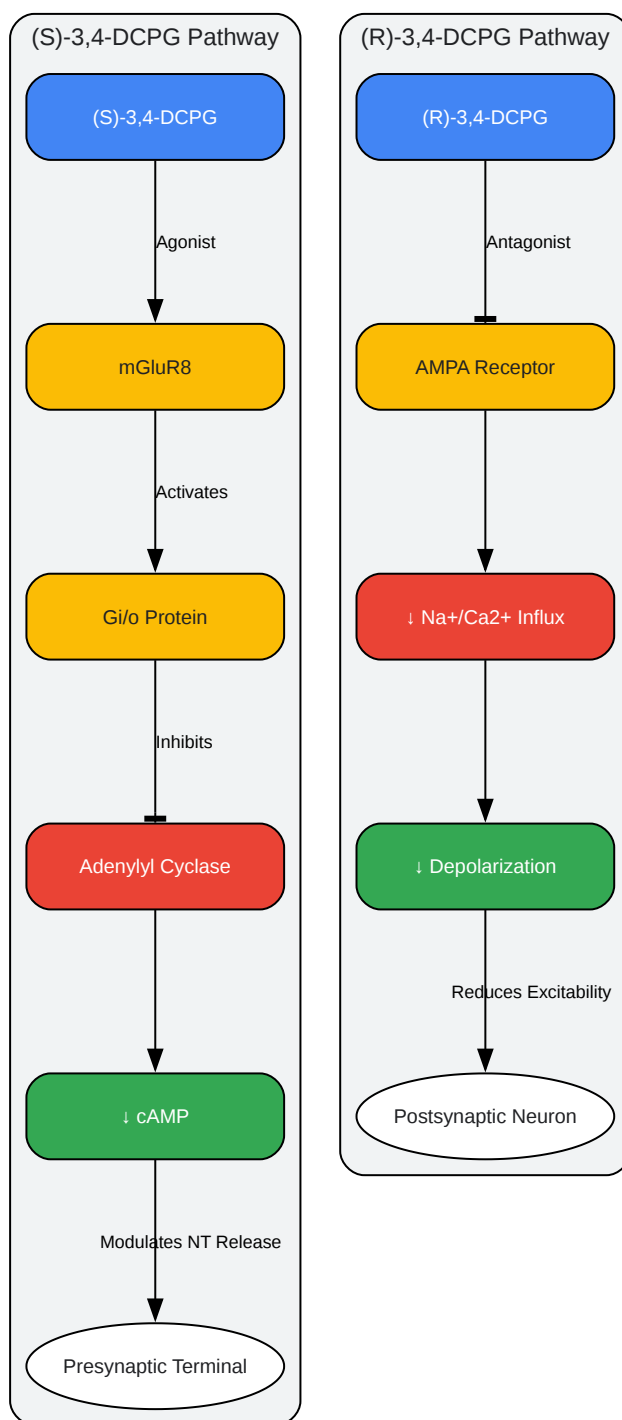 (S)-3,4-DCPG Pathway
(S)-3,4-DCPG
Agonist
mGluR8
Activates
Gi/o Protein
Inhibits
Adenylyl Cyclase
↓ cAMP
Modulates NT Release
Presynaptic Terminal
(R)-3,4-DCPG Pathway
(R)-3,4-DCPG
Antagonist
AMPA Receptor
↓ Na+/Ca2+ Influx
↓ Depolarization
Reduces Excitability
Postsynaptic Neuron